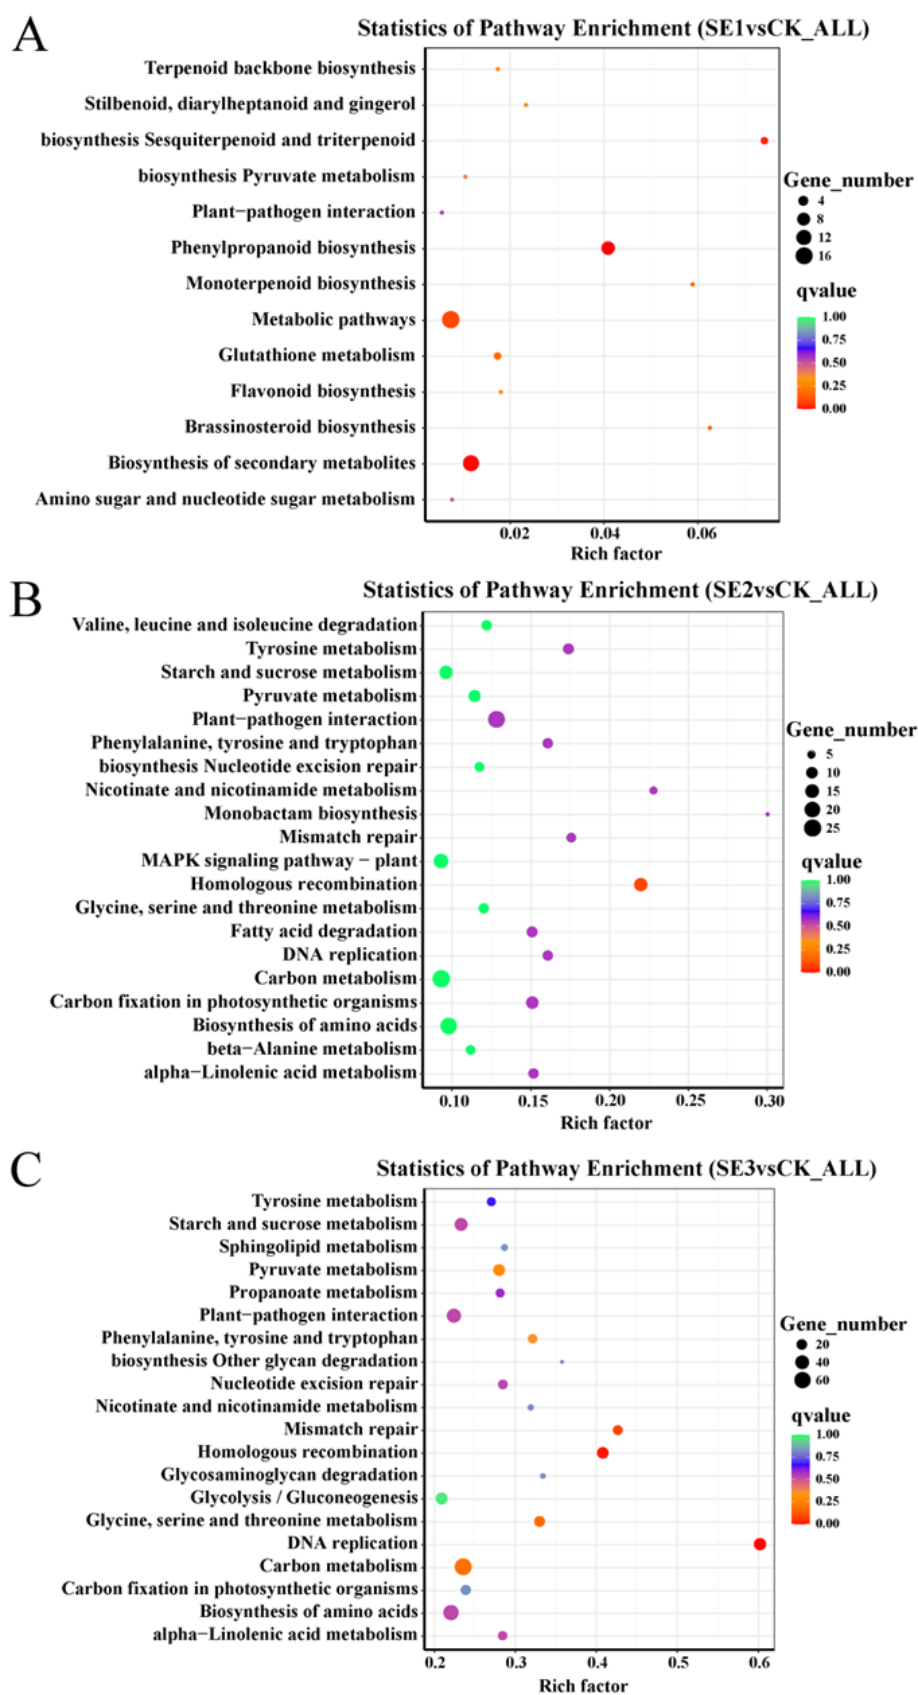 A
Statistics of Pathway Enrichment (SE1vsCK_ALL)
Terpenoid backbone biosynthesis
Stilbenoid, diarylheptanoid and gingerol
biosynthesis Sesquiterpenoid and triterpenoid
biosynthesis Pyruvate metabolism
Plant−pathogen interaction
Phenylpropanoid biosynthesis
Monoterpenoid biosynthesis
Metabolic pathways
Glutathione metabolism
Flavonoid biosynthesis
Brassinosteroid biosynthesis
Biosynthesis of secondary metabolites
Amino sugar and nucleotide sugar metabolism
0.02 0.04 0.06
Rich factor
Gene_number
4
8
12
16
qvalue
1.00
0.75
0.50
0.25
0.00
B
Statistics of Pathway Enrichment (SE2vsCK_ALL)
Valine, leucine and isoleucine degradation
Tyrosine metabolism
Starch and sucrose metabolism
Pyruvate metabolism
Plant−pathogen interaction
Phenylalanine, tyrosine and tryptophan
biosynthesis Nucleotide excision repair
Nicotinate and nicotinamide metabolism
Monobactam biosynthesis
Mismatch repair
MAPK signaling pathway − plant
Homologous recombination
Glycine, serine and threonine metabolism
Fatty acid degradation
DNA replication
Carbon metabolism
Carbon fixation in photosynthetic organisms
Biosynthesis of amino acids
beta−Alanine metabolism
alpha−Linolenic acid metabolism
0.10 0.15 0.20 0.25 0.30
Rich factor
Gene_number
5
10
15
20
25
qvalue
1.00
0.75
0.50
0.25
0.00
C
Statistics of Pathway Enrichment (SE3vsCK_ALL)
Tyrosine metabolism
Starch and sucrose metabolism
Sphingolipid metabolism
Pyruvate metabolism
Propanoate metabolism
Plant−pathogen interaction
Phenylalanine, tyrosine and tryptophan
biosynthesis Other glycan degradation
Nucleotide excision repair
Nicotinate and nicotinamide metabolism
Mismatch repair
Homologous recombination
Glycosaminoglycan degradation
Glycolysis / Gluconeogenesis
Glycine, serine and threonine metabolism
DNA replication
Carbon metabolism
Carbon fixation in photosynthetic organisms
Biosynthesis of amino acids
alpha−Linolenic acid metabolism
0.2 0.3 0.4 0.5 0.6
Rich factor
Gene_number
20
40
60
qvalue
1.00
0.75
0.50
0.25
0.00